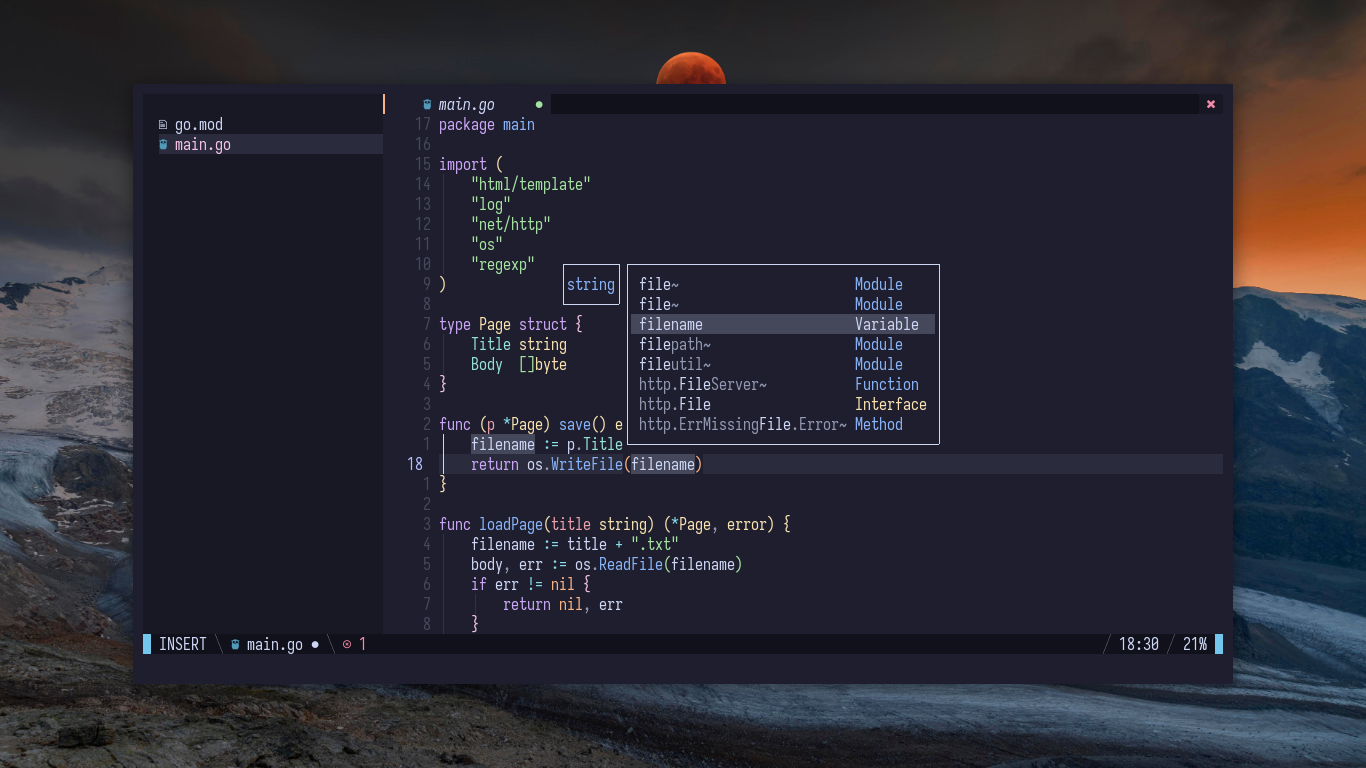 main.go
go.mod
main.go
17 package main
16
15 import (
14 "html/template"
13 "log"
12 "net/http"
11 "os"
10 "regexp"
9 )
8
7 type Page struct {
6 Title string
5 Body []byte
4 }
3
2 func (p *Page) save() e
1 filename := p.Title
18 return os.WriteFile(filename)
1 }
2
3 func loadPage(title string) (*Page, error) {
4 filename := title + ".txt"
5 body, err := os.ReadFile(filename)
6 if err != nil {
7 return nil, err
8 }
string
file~ Module
file~ Module
filename Variable
filepath~ Module
fileutil~ Module
http.FileServer~ Function
http.File Interface
http.ErrMissingFile.Error~ Method
INSERT main.go 1 18:30 21%